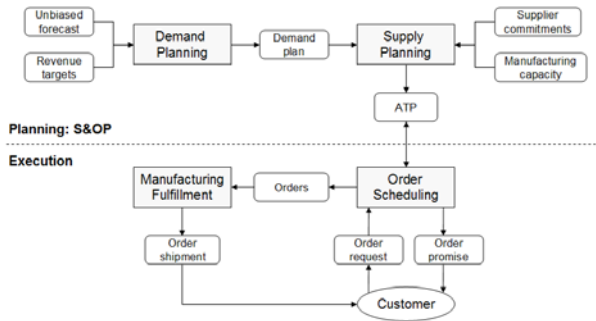 Unbiased
forecast
Revenue
targets
Demand
Planning
Demand
plan
Supply
Planning
Supplier
commitments
Manufacturing
capacity
ATP
Planning: S&OP
Execution
Manufacturing
Fulfillment
Orders
Order
Scheduling
Order
shipment
Order
request
Order
promise
Customer